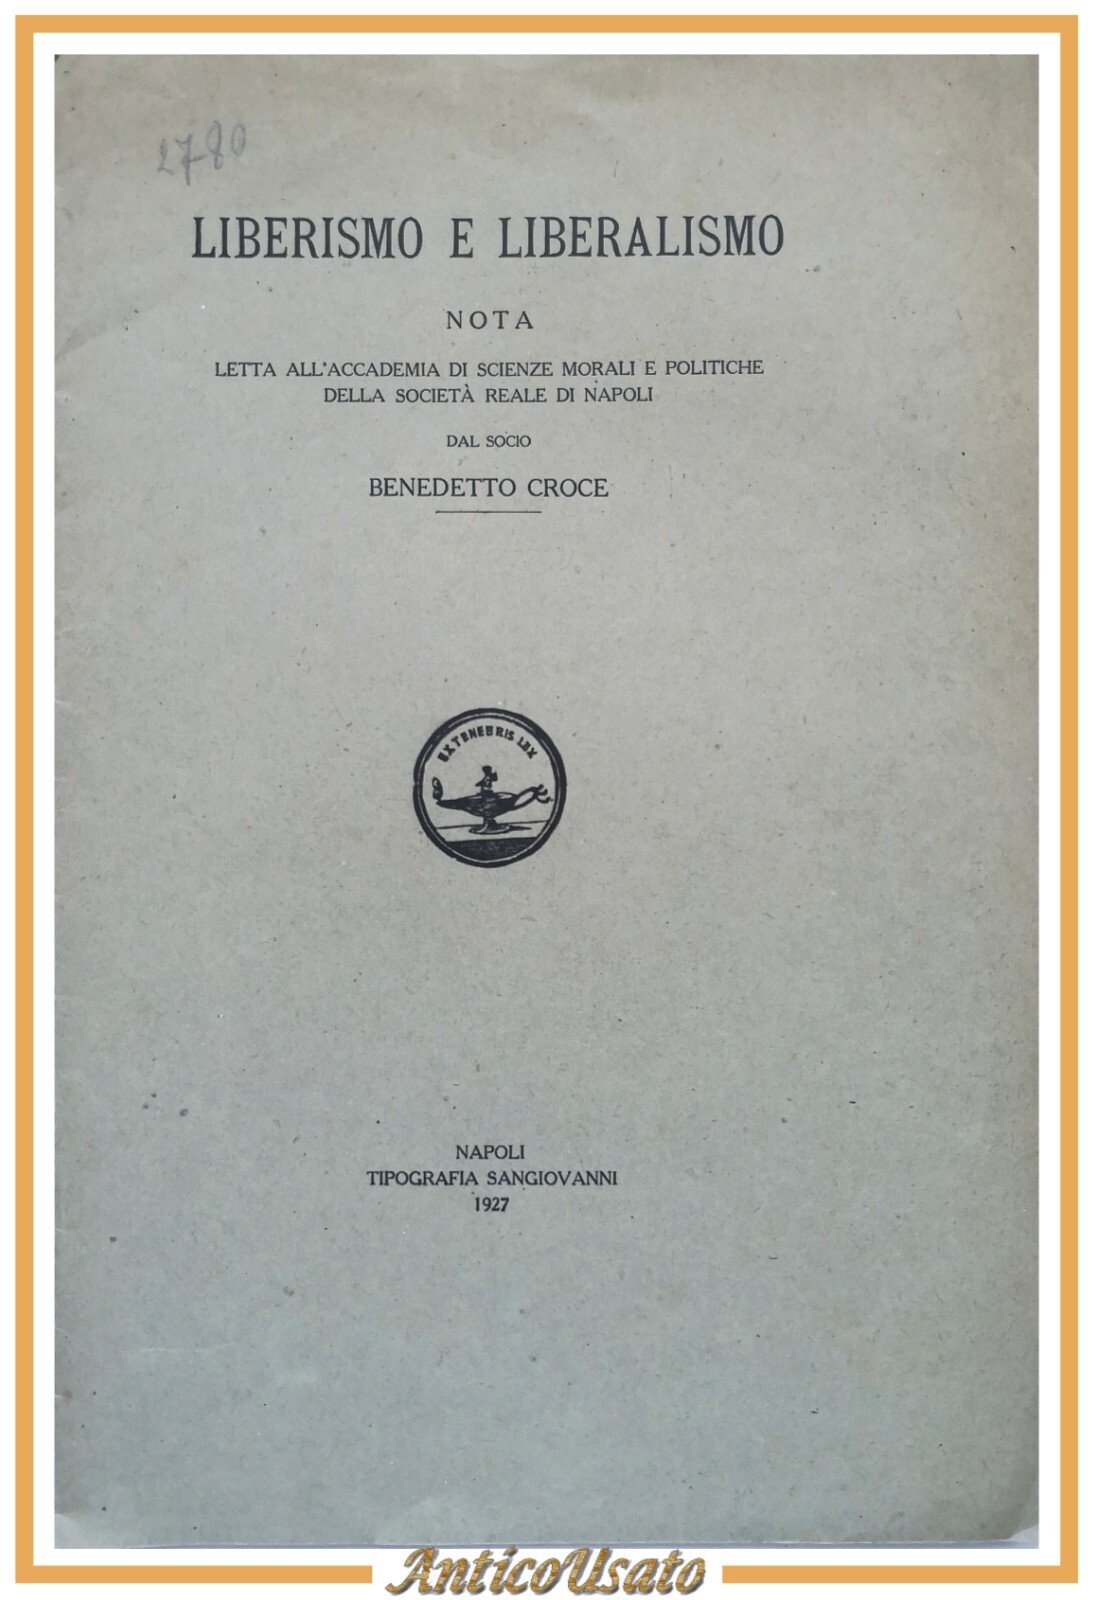 2780
LIBERISMO E LIBERALISMO
NOTA
LETTA ALL'ACCADEMIA DI SCIENZE MORALI E POLITICHE
DELLA SOCIETÀ REALE DI NAPOLI
DAL SOCIO
BENEDETTO CROCE
EX TENEBRIS LUX
NAPOLI
TIPOGRAFIA SANGIOVANNI
1927
AnticoUsato